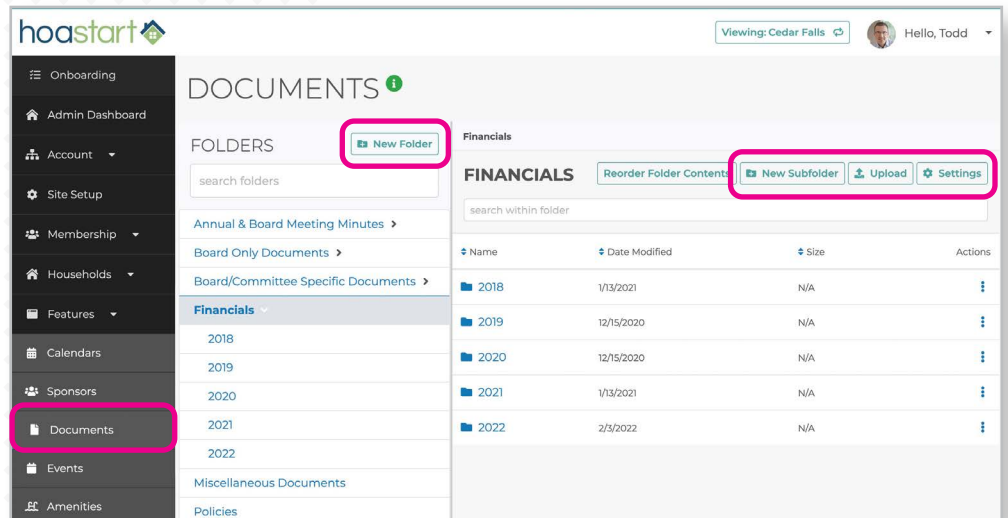 hoastart
Viewing: Cedar Falls
Hello, Todd
Onboarding
Admin Dashboard
Account
Site Setup
Membership
Households
Features
Calendars
Sponsors
Documents
Events
Amenities
DOCUMENTS
FOLDERS
New Folder
search folders
Annual & Board Meeting Minutes
Board Only Documents
Board/Committee Specific Documents
Financials
2018
2019
2020
2021
2022
Miscellaneous Documents
Policies
Financials
FINANCIALS
Reorder Folder Contents
New Subfolder
Upload
Settings
search within folder
Name Date Modified Size Actions
2018 1/13/2021 N/A
2019 12/15/2020 N/A
2020 12/15/2020 N/A
2021 1/13/2021 N/A
2022 2/3/2022 N/A